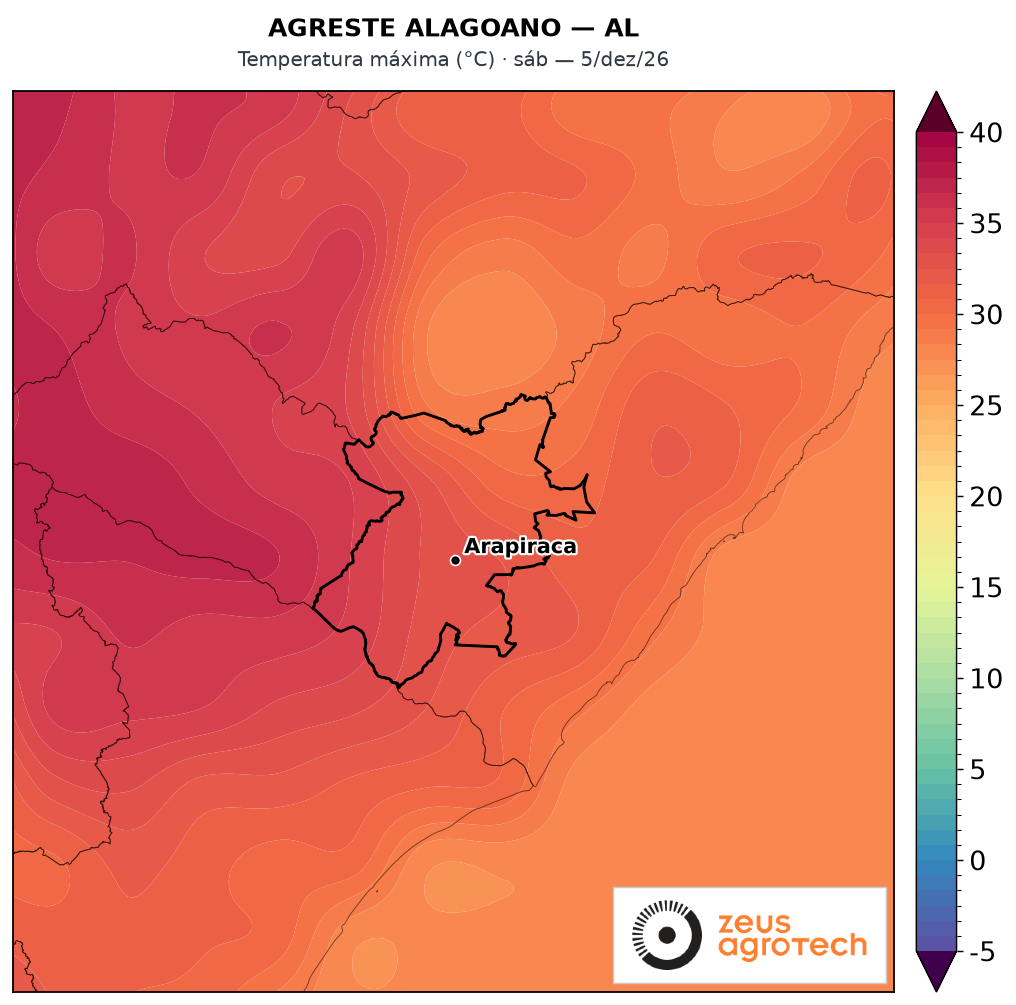 AGRESTE ALAGOANO — AL
Temperatura máxima (°C) · sáb — 5/dez/26
40
35
30
25
20
15
10
5
0
-5
Arapiraca
zeus
agrotech